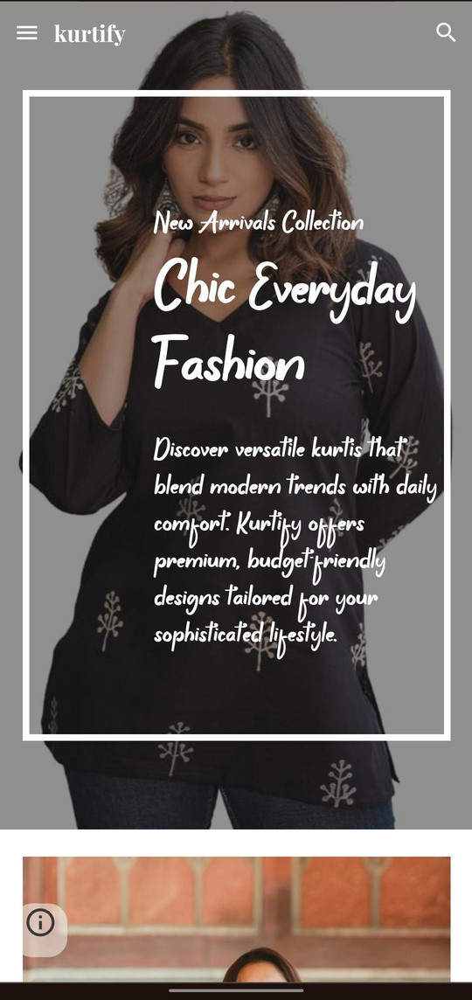 kurtify
New Arrivals Collection
Chic Everyday
Fashion
Discover versatile kurtis that
blend modern trends with daily
comfort. Kurtify offers
premium, budget-friendly
designs tailored for your
sophisticated lifestyle.